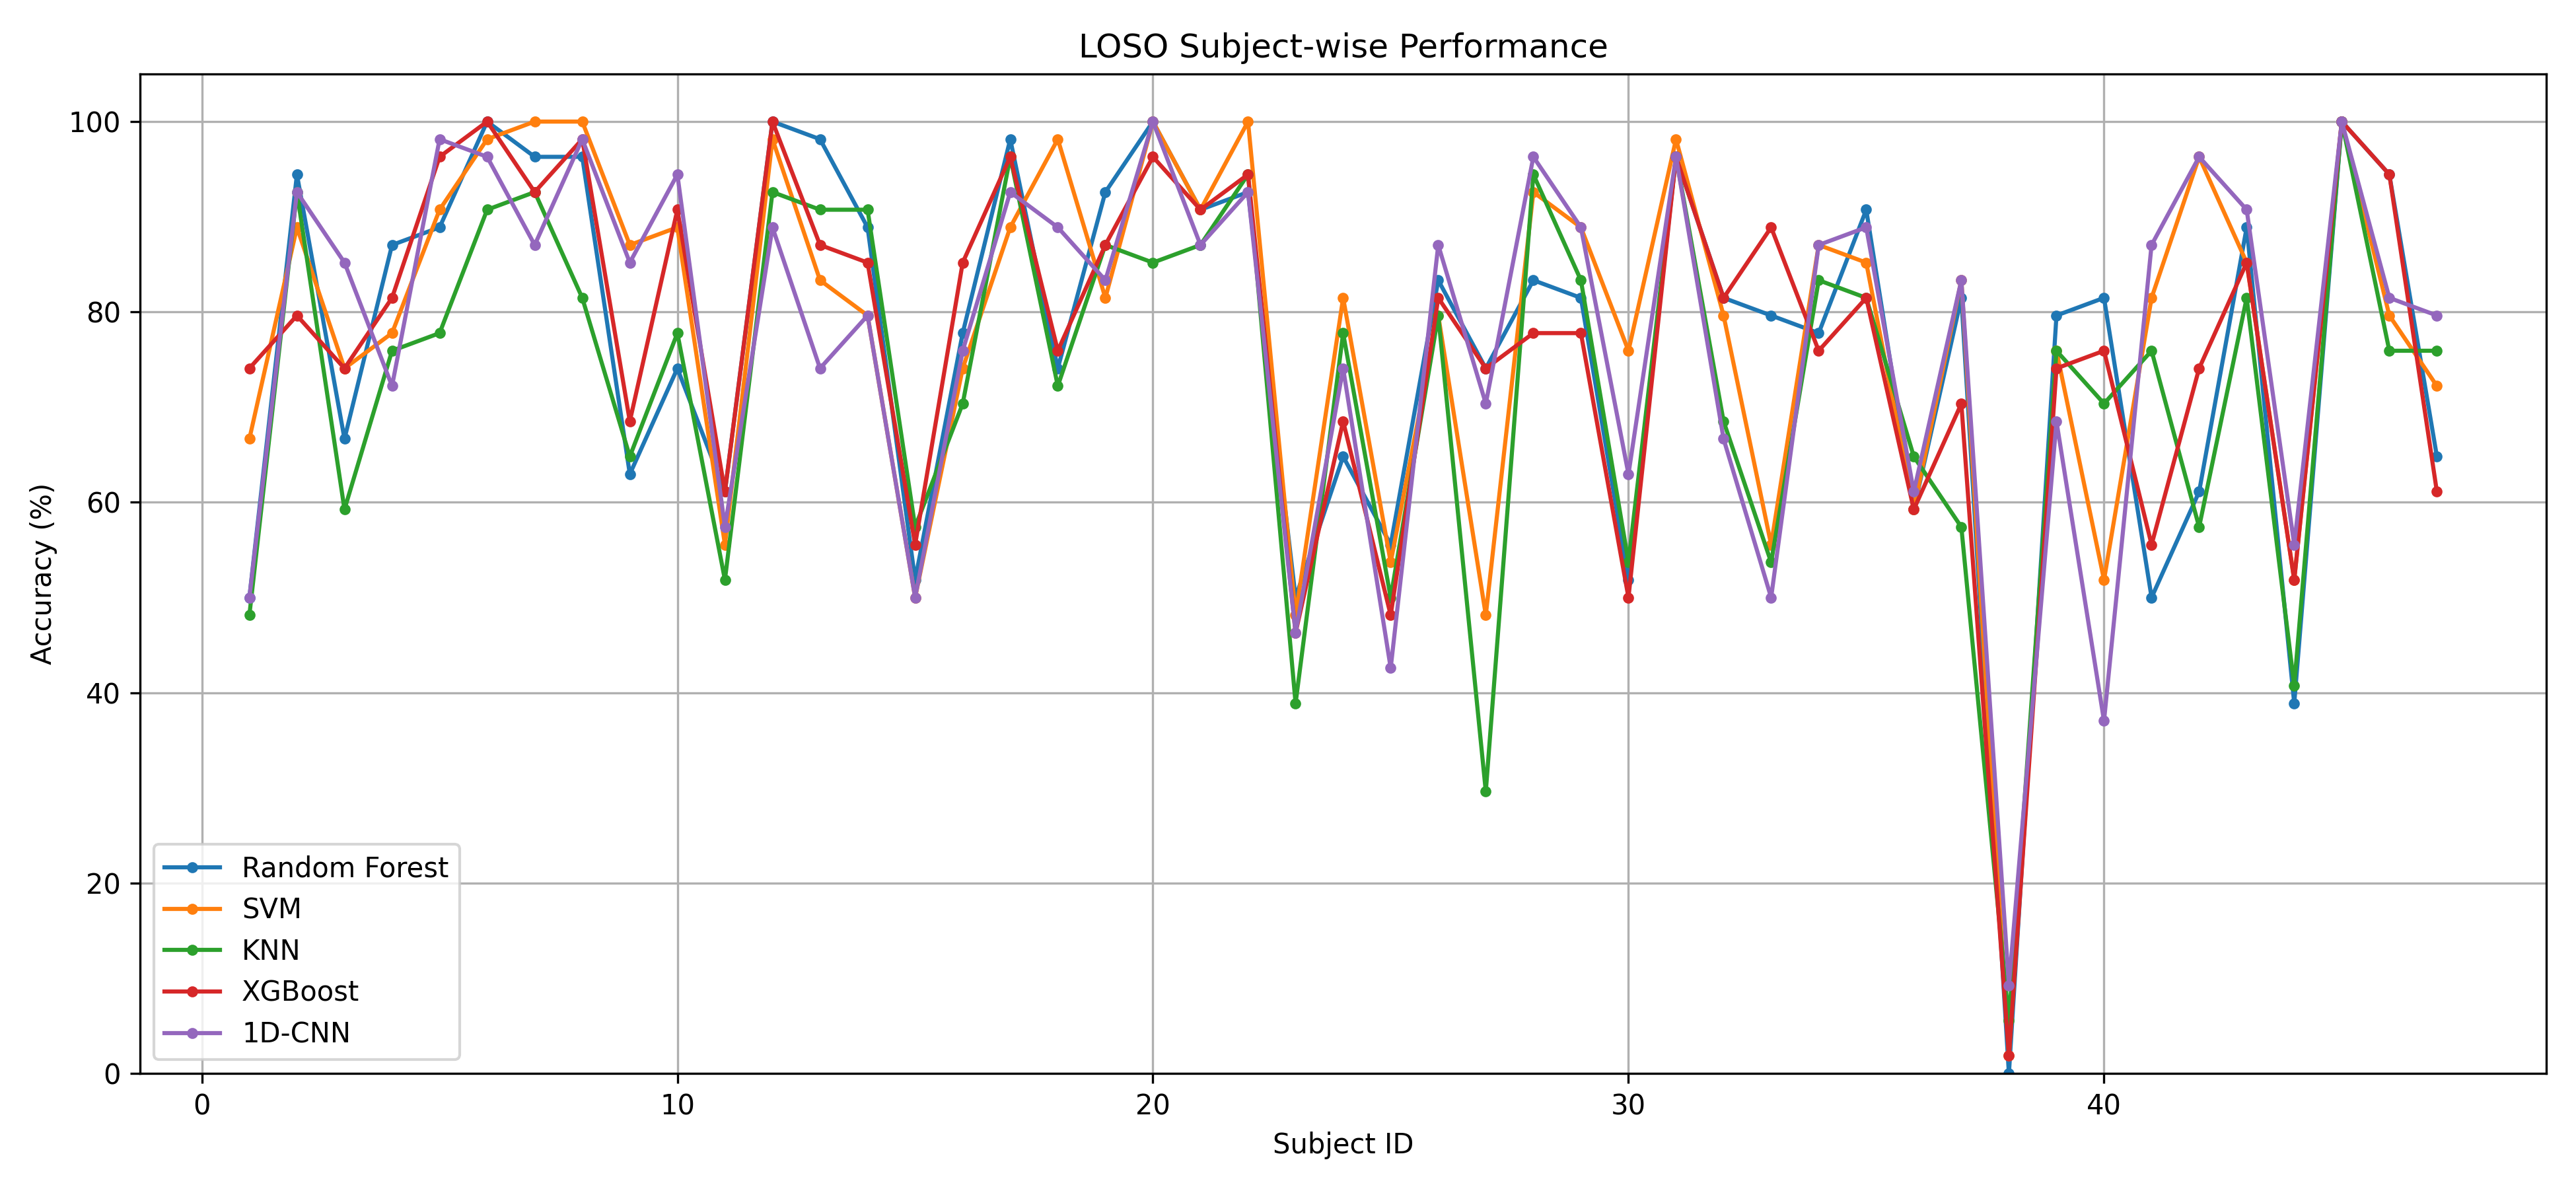 LOSO Subject-wise Performance
100
80
60
40
20
0
Accuracy (%)
Random Forest
SVM
KNN
XGBoost
1D-CNN
0 10 20 30 40
Subject ID